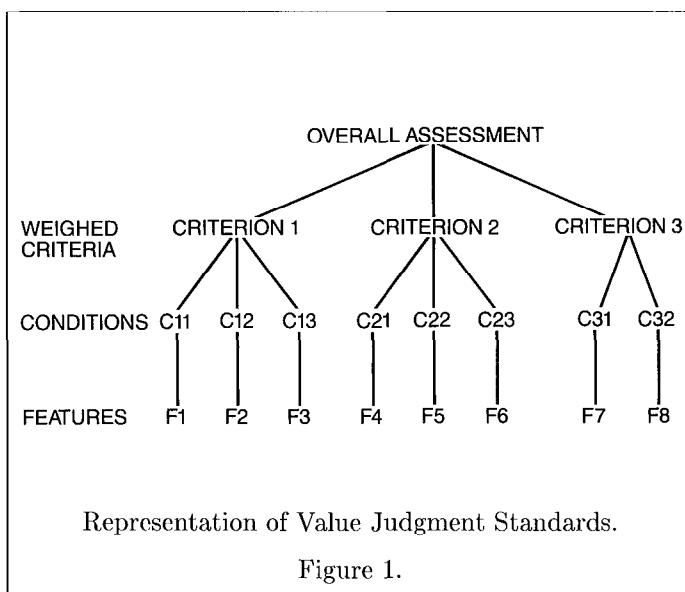 OVERALL ASSESSMENT
WEIGHED CRITERIA
CRITERION 1 CRITERION 2 CRITERION 3
CONDITIONS C11 C12 C13 C21 C22 C23 C31 C32
FEATURES F1 F2 F3 F4 F5 F6 F7 F8
Representation of Value Judgment Standards.
Figure 1.